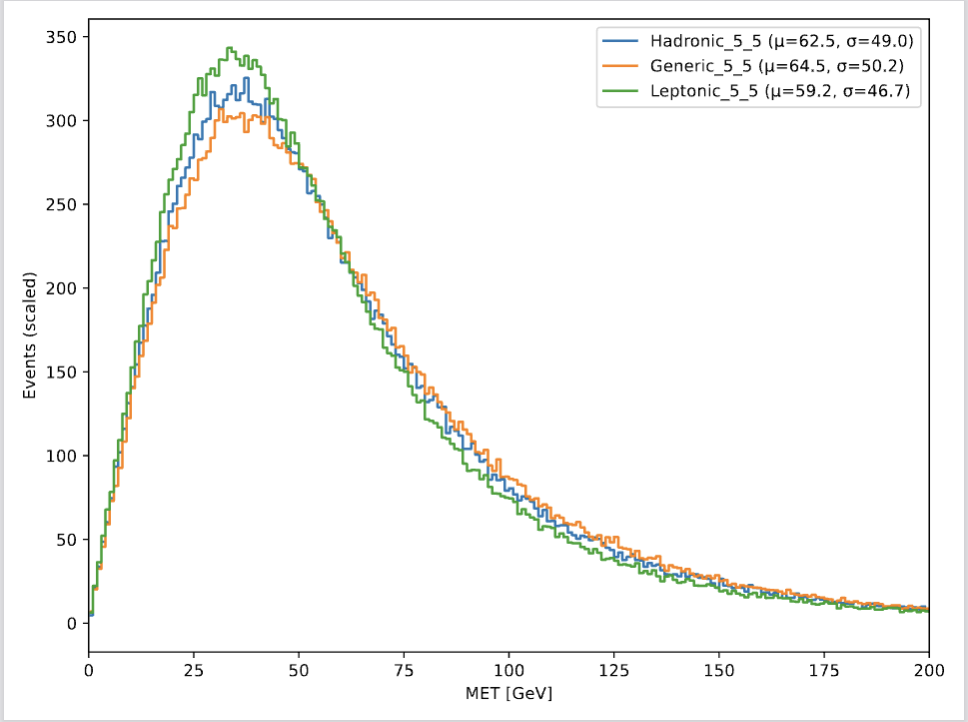 Hadronic_5_5 (μ=62.5, σ=49.0)
Generic_5_5 (μ=64.5, σ=50.2)
Leptonic_5_5 (μ=59.2, σ=46.7)
350
300
250
200
150
100
50
0
Events (scaled)
0 25 50 75 100 125 150 175 200
MET [GeV]